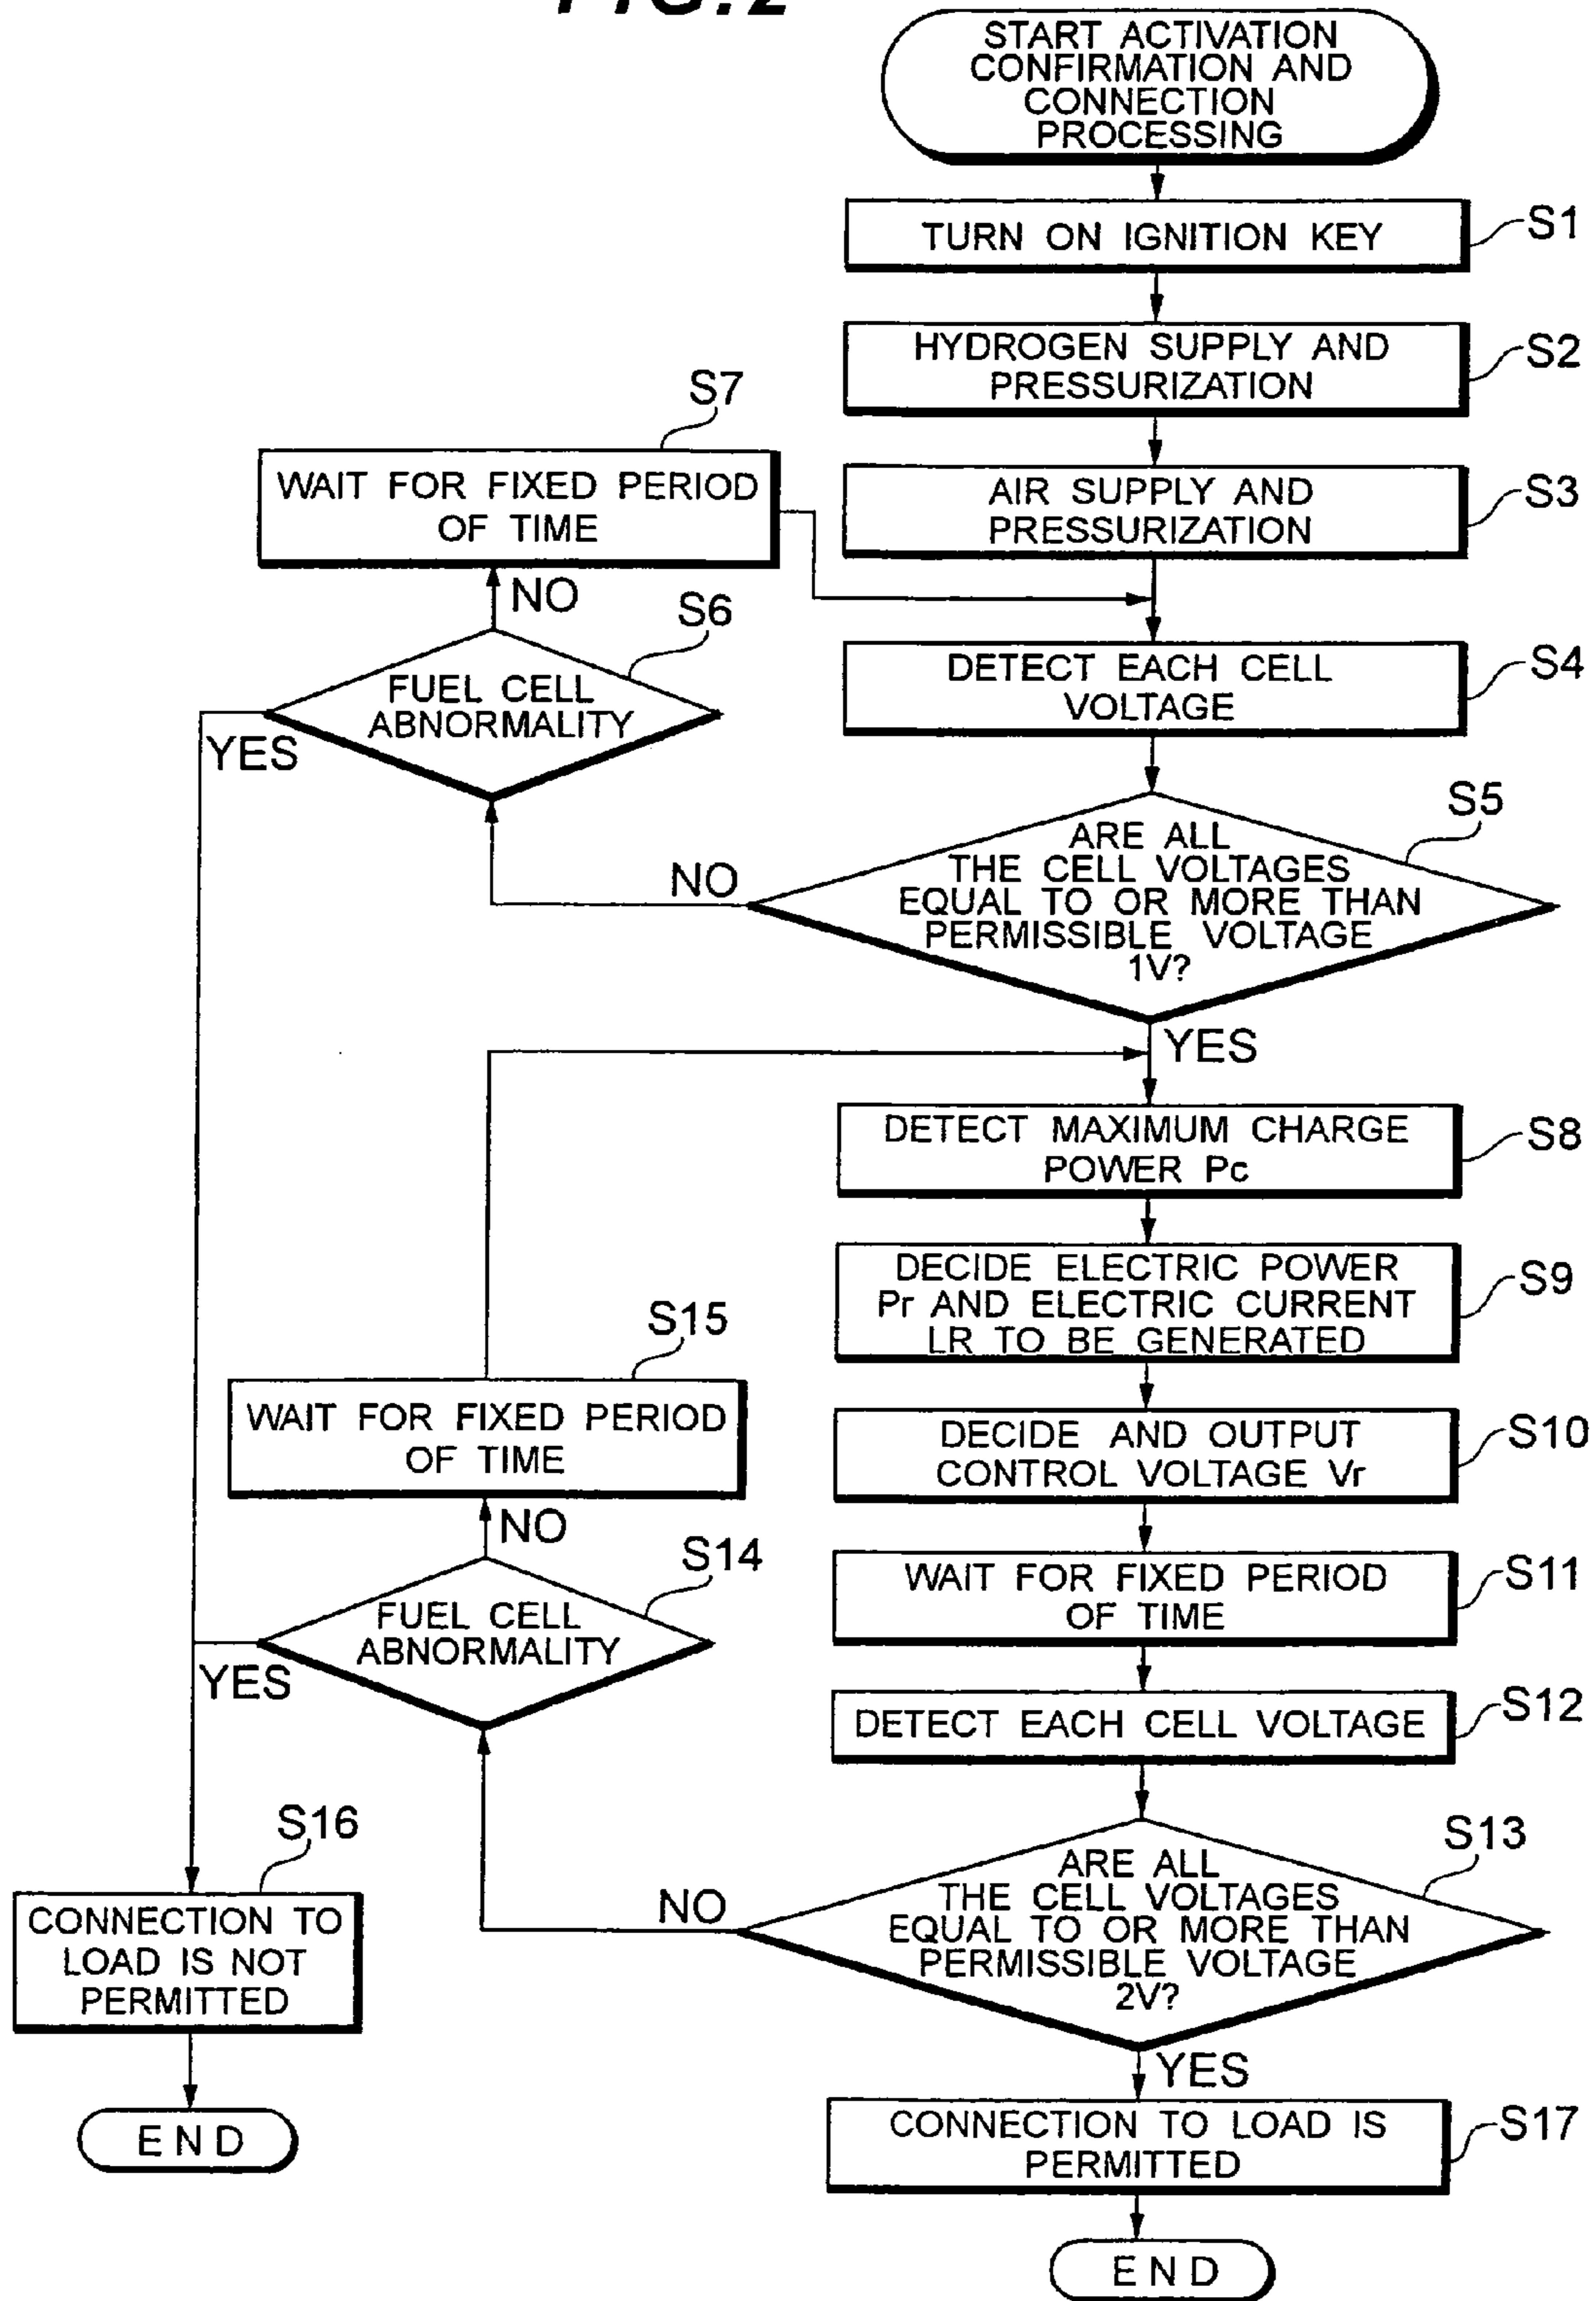 FIG. 2
START ACTIVATION
CONFIRMATION AND
CONNECTION
PROCESSING
TURN ON IGNITION KEY
S1
HYDROGEN SUPPLY AND
PRESSURIZATION
S2
S7
WAIT FOR FIXED PERIOD
OF TIME
AIR SUPPLY AND
PRESSURIZATION
S3
NO
S6
FUEL CELL
ABNORMALITY
YES
DETECT EACH CELL
VOLTAGE
S4
S5
ARE ALL
THE CELL VOLTAGES
EQUAL TO OR MORE THAN
PERMISSIBLE VOLTAGE
1V?
NO
YES
DETECT MAXIMUM CHARGE
POWER Pc
S8
DECIDE ELECTRIC POWER
Pr AND ELECTRIC CURRENT
LR TO BE GENERATED
S9
S15
WAIT FOR FIXED PERIOD
OF TIME
DECIDE AND OUTPUT
CONTROL VOLTAGE Vr
S10
NO
S14
FUEL CELL
ABNORMALITY
YES
WAIT FOR FIXED PERIOD
OF TIME
S11
DETECT EACH CELL VOLTAGE
S12
S13
ARE ALL
THE CELL VOLTAGES
EQUAL TO OR MORE THAN
PERMISSIBLE VOLTAGE
2V?
NO
YES
S16
CONNECTION TO
LOAD IS NOT
PERMITTED
END
CONNECTION TO LOAD IS
PERMITTED
S17
END